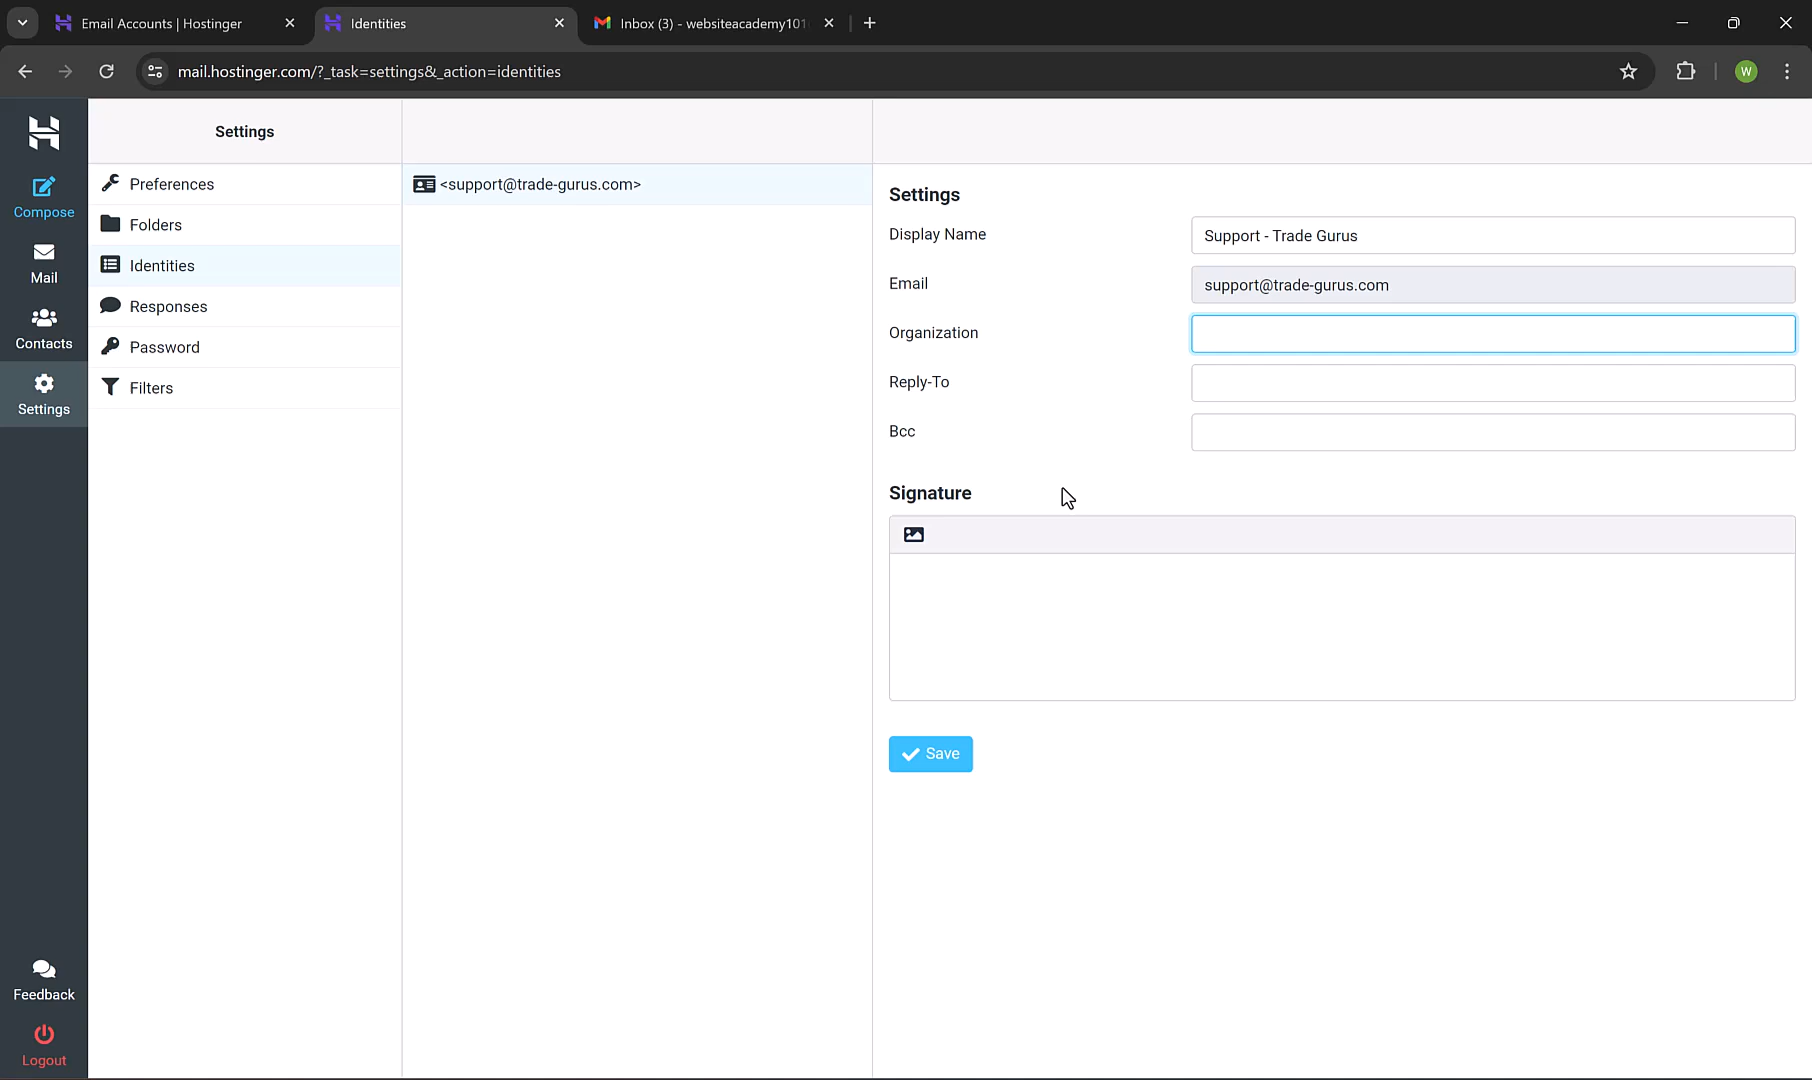 Email Accounts | Hostinger
Identities
Inbox (3) - websiteacademy101
mail.hostinger.com/?_task=settings&_action=identities
W
Compose
Mail
Contacts
Settings
Feedback
Logout
Settings
Preferences
Folders
Identities
Responses
Password
Filters
<support@trade-gurus.com>
Settings
Display Name
Support - Trade Gurus
Email
support@trade-gurus.com
Organization
Reply-To
Bcc
Signature
Save